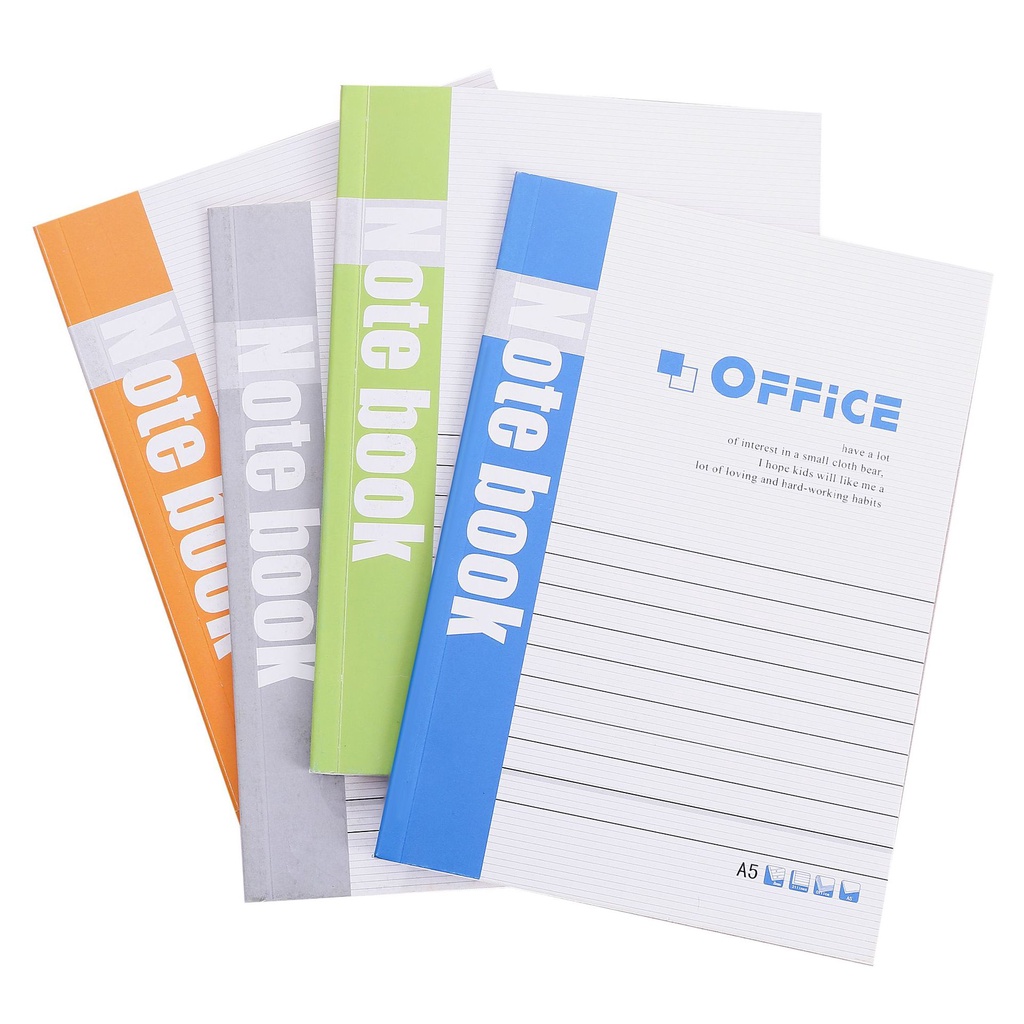 Note book
Note book
Note book
Note book
OFFiCE
have a lot
of interest in a small cloth bear,
I hope kids will like me a
lot of loving and hard-working habits
A5